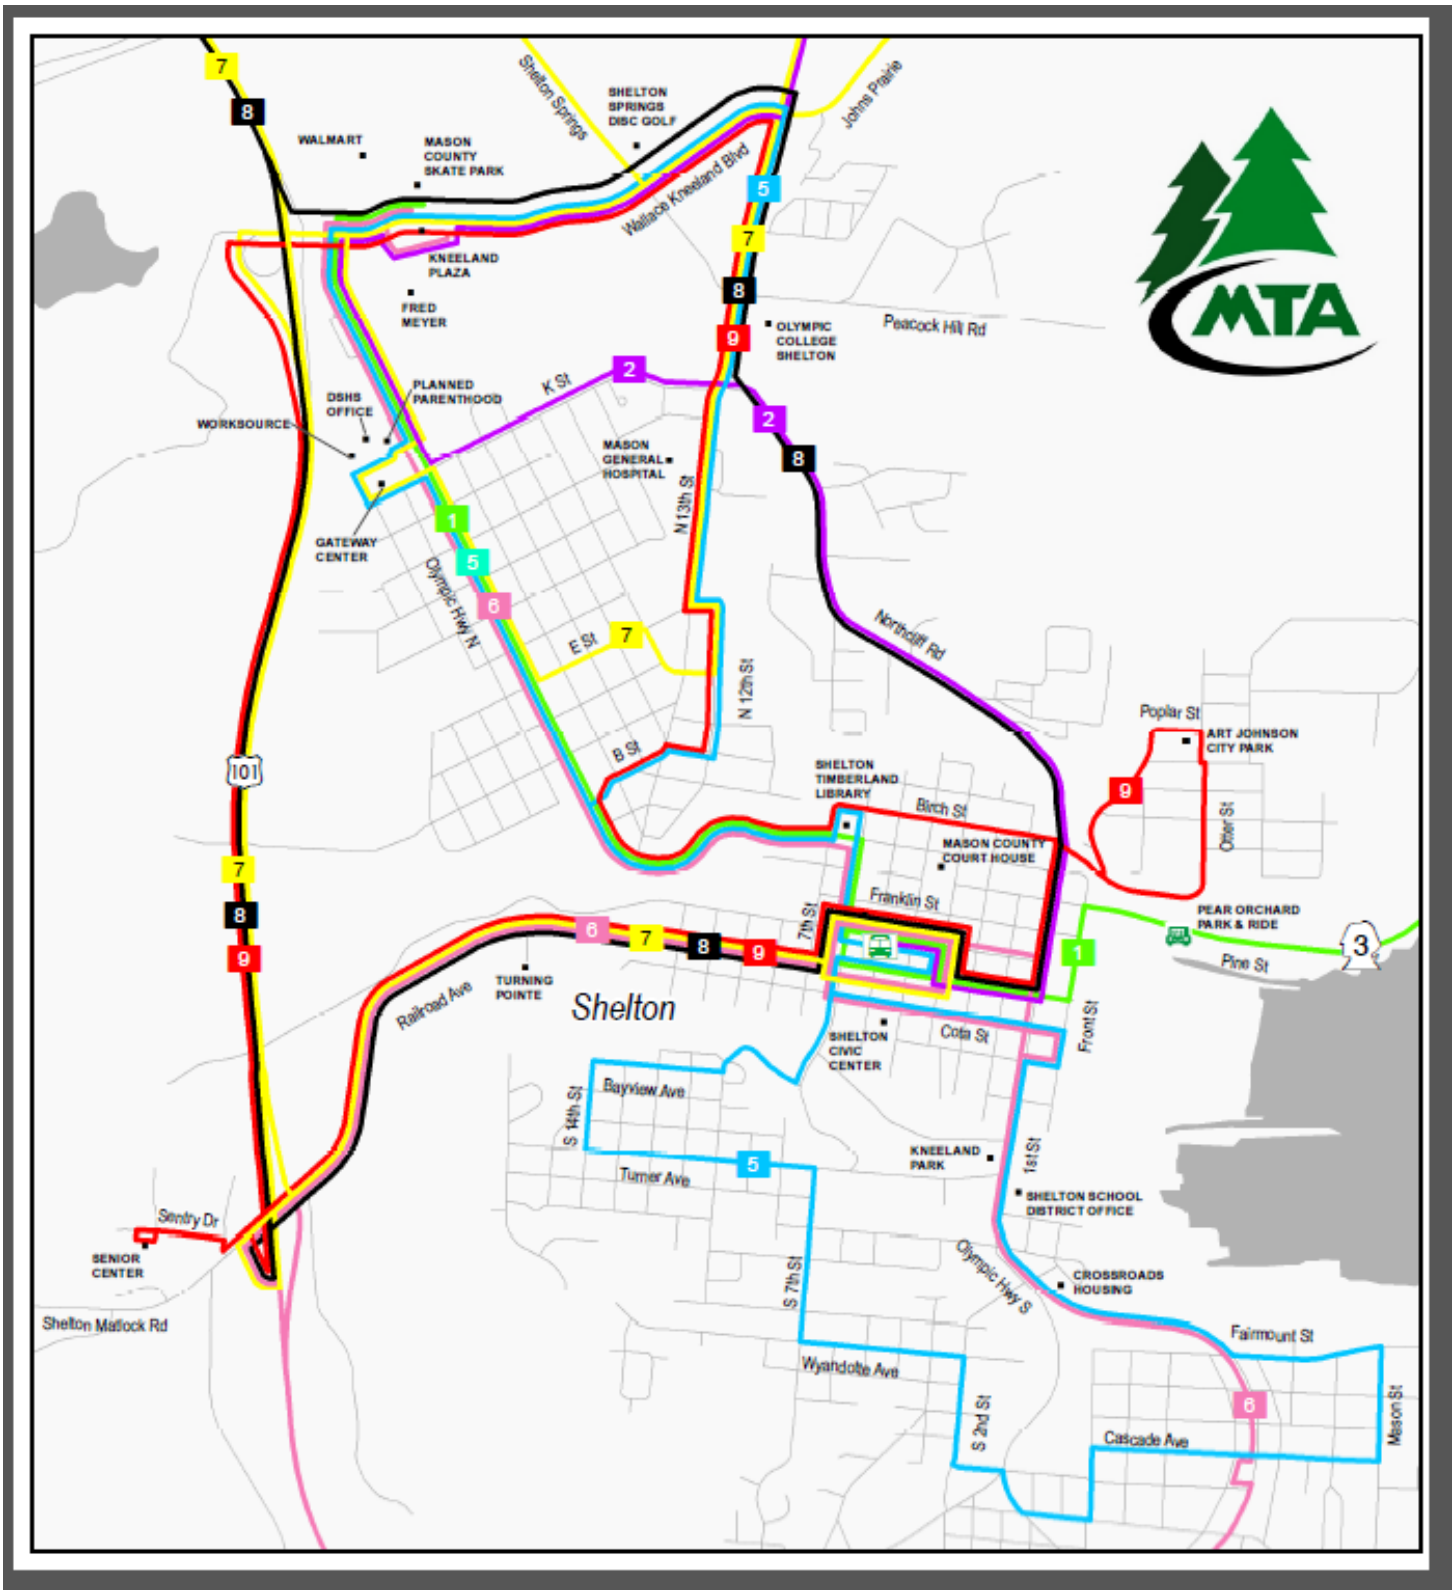 7
8
WALMART
MASON
COUNTY
SKATE PARK
Shelton Springs
SHELTON
SPRINGS
DISC GOLF
Johns Prairie
Wallace Kneeland Blvd
5
7
8
9
MTA
KNEELAND
PLAZA
FRED
MEYER
OLYMPIC
COLLEGE
SHELTON
Peacock Hill Rd
K St
2
2
8
PLANNED
PARENTHOOD
DSHS
OFFICE
WORKSOURCE
MASON
GENERAL
HOSPITAL
N 13th St
GATEWAY
CENTER
1
5
6
Olympic Hwy N
E St
7
Northcliff Rd
N 12th St
B St
Poplar St
ART JOHNSON
CITY PARK
9
Otter St
101
SHELTON
TIMBERLAND
LIBRARY
Birch St
MASON COUNTY
COURT HOUSE
Franklin St
7th St
7
8
9
6
7
8
9
1
PEAR ORCHARD
PARK & RIDE
3
Pine St
TURNING
POINTE
Railroad Ave
Shelton
SHELTON
CIVIC
CENTER
Cota St
Front St
Bayview Ave
S 14th St
5
Turner Ave
KNEELAND
PARK
1st St
SHELTON SCHOOL
DISTRICT OFFICE
Sentry Dr
SENIOR
CENTER
Shelton Matlock Rd
S 7th St
Olympic Hwy S
CROSSROADS
HOUSING
Fairmount St
Wyandotte Ave
S 2nd St
6
Mason St
Cascade Ave